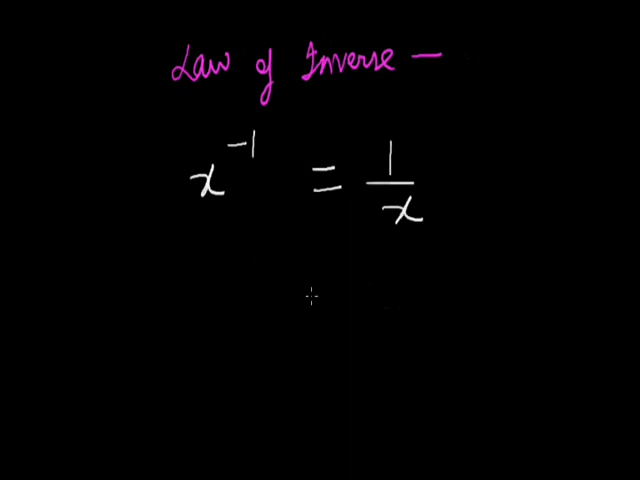 Law of Inverse —
x⁻¹ = 1/x